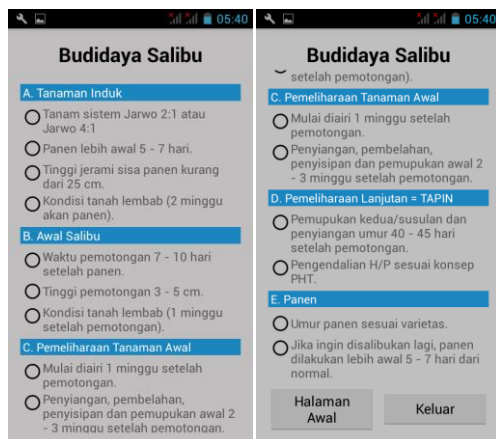 05:40
Budidaya Salibu
A. Tanaman Induk
Tanam sistem Jarwo 2:1 atau
Jarwo 4:1
Panen lebih awal 5 - 7 hari.
Tinggi jerami sisa panen kurang
dari 25 cm.
Kondisi tanah lembab (2 minggu
akan panen).
B. Awal Salibu
Waktu pemotongan 7 - 10 hari
setelah panen.
Tinggi pemotongan 3 - 5 cm.
Kondisi tanah lembab (1 minggu
setelah pemotongan).
C. Pemeliharaan Tanaman Awal
Mulai diairi 1 minggu setelah
pemotongan.
Penyiangan, pembelahan,
penyisipan dan pemupukan awal 2
- 3 minggu setelah pemotongan.
05:40
Budidaya Salibu
setelah pemotongan).
C. Pemeliharaan Tanaman Awal
Mulai diairi 1 minggu setelah
pemotongan.
Penyiangan, pembelahan,
penyisipan dan pemupukan awal 2
- 3 minggu setelah pemotongan.
D. Pemeliharaan Lanjutan = TAPIN
Pemupukan kedua/susulan dan
penyiangan umur 40 - 45 hari
setelah pemotongan.
Pengendalian H/P sesuai konsep
PHT.
E. Panen
Umur panen sesuai varietas.
Jika ingin disalibukan lagi, panen
dilakukan lebih awal 5 - 7 hari dari
normal.
Halaman
Awal
Keluar